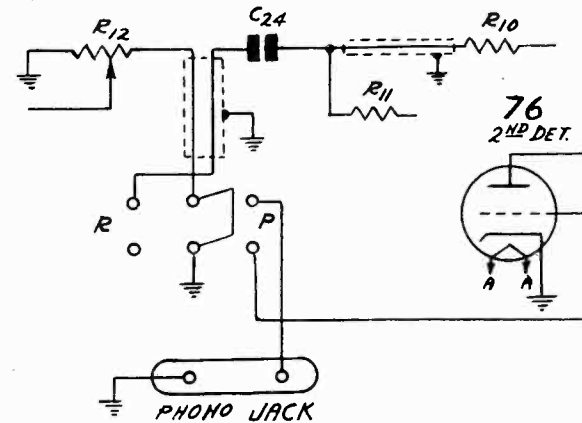 C24
R12
R10
R11
76
2ND DET.
R
P
A A
PHONO JACK